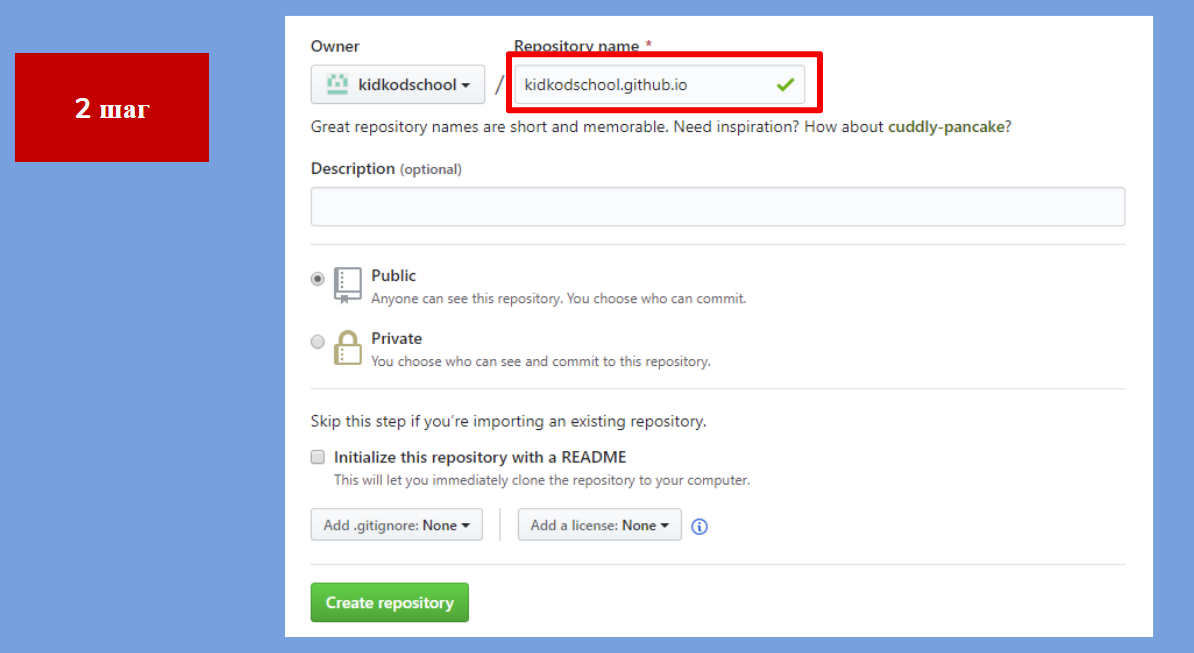 2 шаг
Owner
Repository name *
kidkodschool
/
kidkodschool.github.io
Great repository names are short and memorable. Need inspiration? How about cuddly-pancake?
Description (optional)
Public
Anyone can see this repository. You choose who can commit.
Private
You choose who can see and commit to this repository.
Skip this step if you’re importing an existing repository.
Initialize this repository with a README
This will let you immediately clone the repository to your computer.
Add .gitignore: None
Add a license: None
Create repository